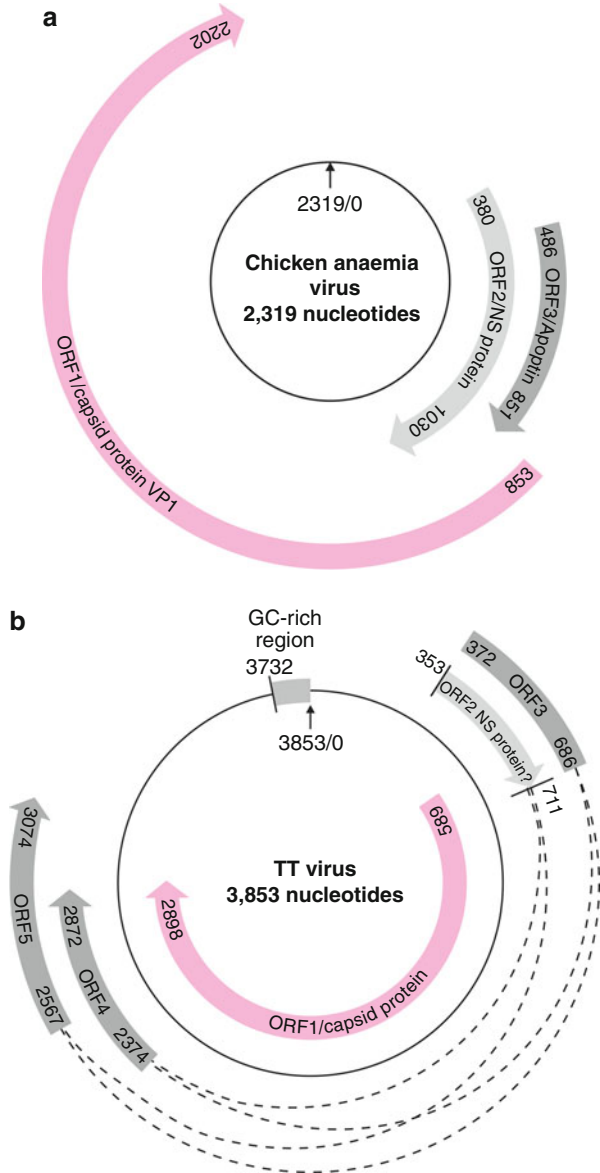 a
2202
2319/0
Chicken anaemia
virus
2,319 nucleotides
380
ORF2/NS protein
1030
486
ORF3/Apoptin
851
853
ORF1/capsid protein VP1
b
GC-rich
region
3732
3853/0
353
ORF2 NS protein?
711
372
ORF3
686
589
TT virus
3,853 nucleotides
2898
ORF1/capsid protein
3074
ORF5
2567
2872
ORF4
2374